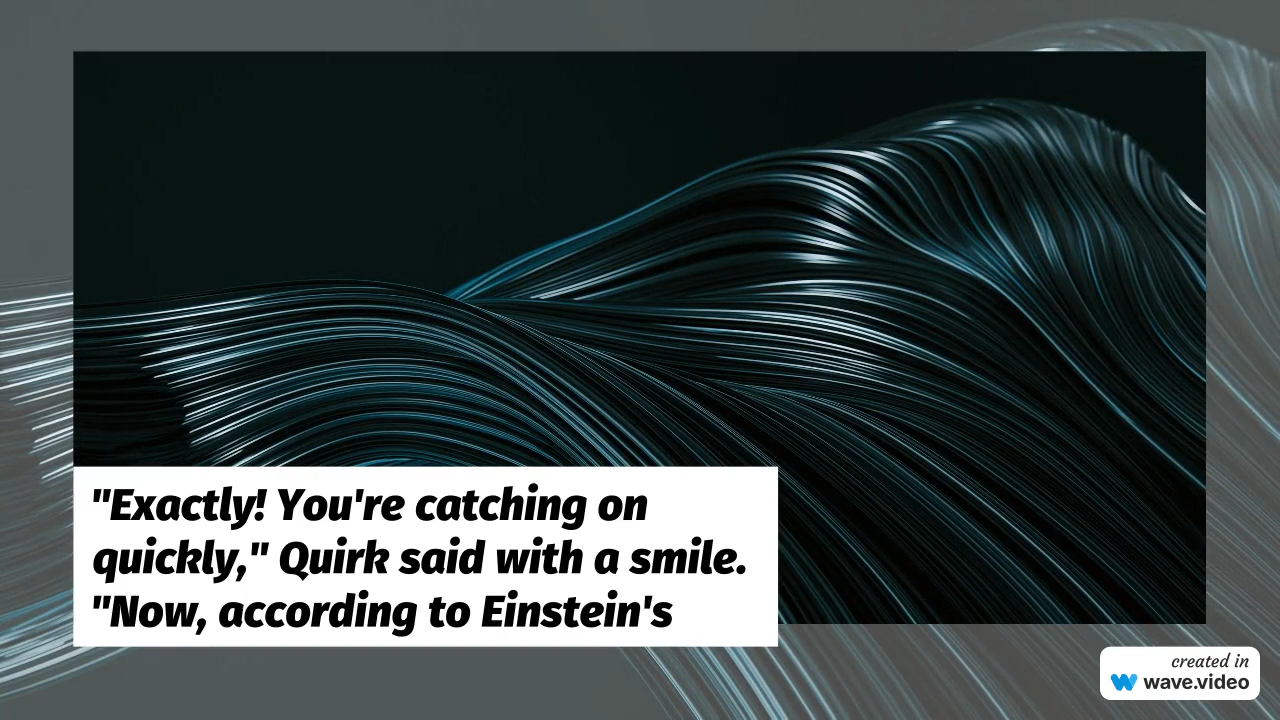 "Exactly! You're catching on
quickly," Quirk said with a smile.
"Now, according to Einstein's
created in
wave.video